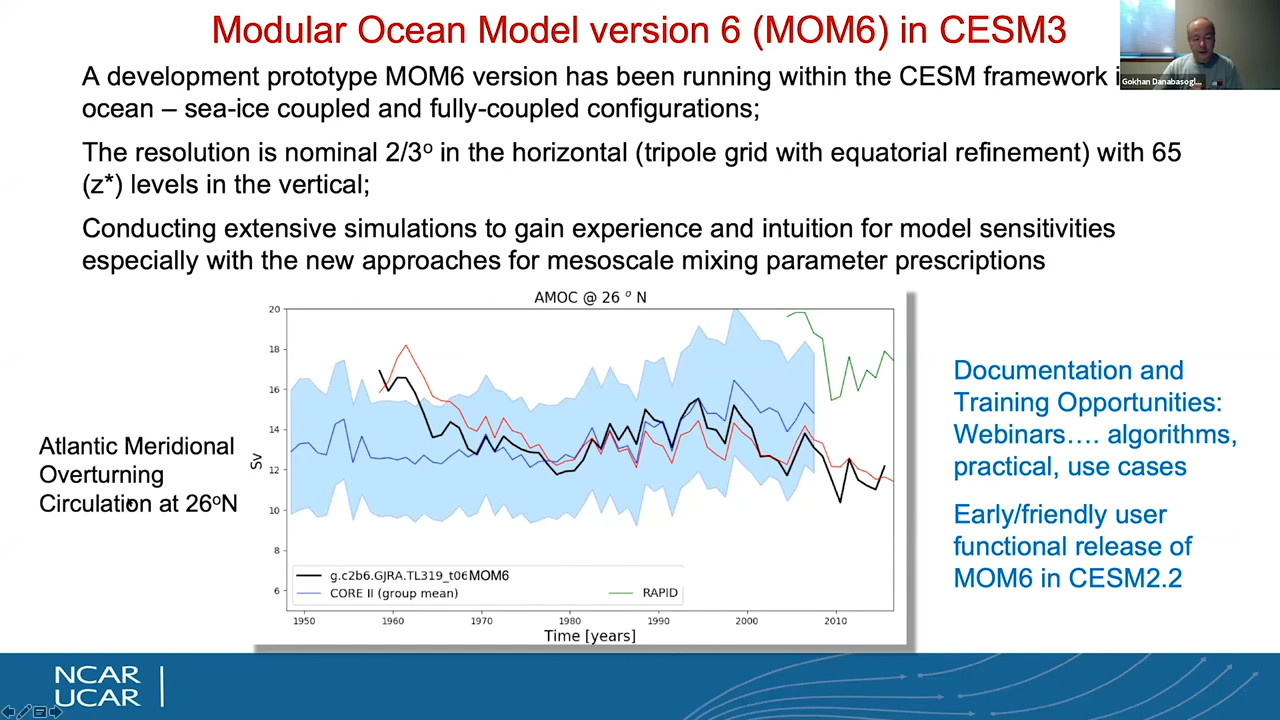 Modular Ocean Model version 6 (MOM6) in CESM3
Gokhan Danabasogl...
A development prototype MOM6 version has been running within the CESM framework i
ocean – sea-ice coupled and fully-coupled configurations;
The resolution is nominal 2/3º in the horizontal (tripole grid with equatorial refinement) with 65
(z*) levels in the vertical;
Conducting extensive simulations to gain experience and intuition for model sensitivities
especially with the new approaches for mesoscale mixing parameter prescriptions
Atlantic Meridional
Overturning
Circulation at 26ºN
AMOC @ 26 º N
Sv
20
18
16
14
12
10
8
6
g.c2b6.GJRA.TL319_t06MOM6
CORE II (group mean)
RAPID
1950 1960 1970 1980 1990 2000 2010
Time [years]
Documentation and
Training Opportunities:
Webinars…. algorithms,
practical, use cases
Early/friendly user
functional release of
MOM6 in CESM2.2
NCAR
UCAR